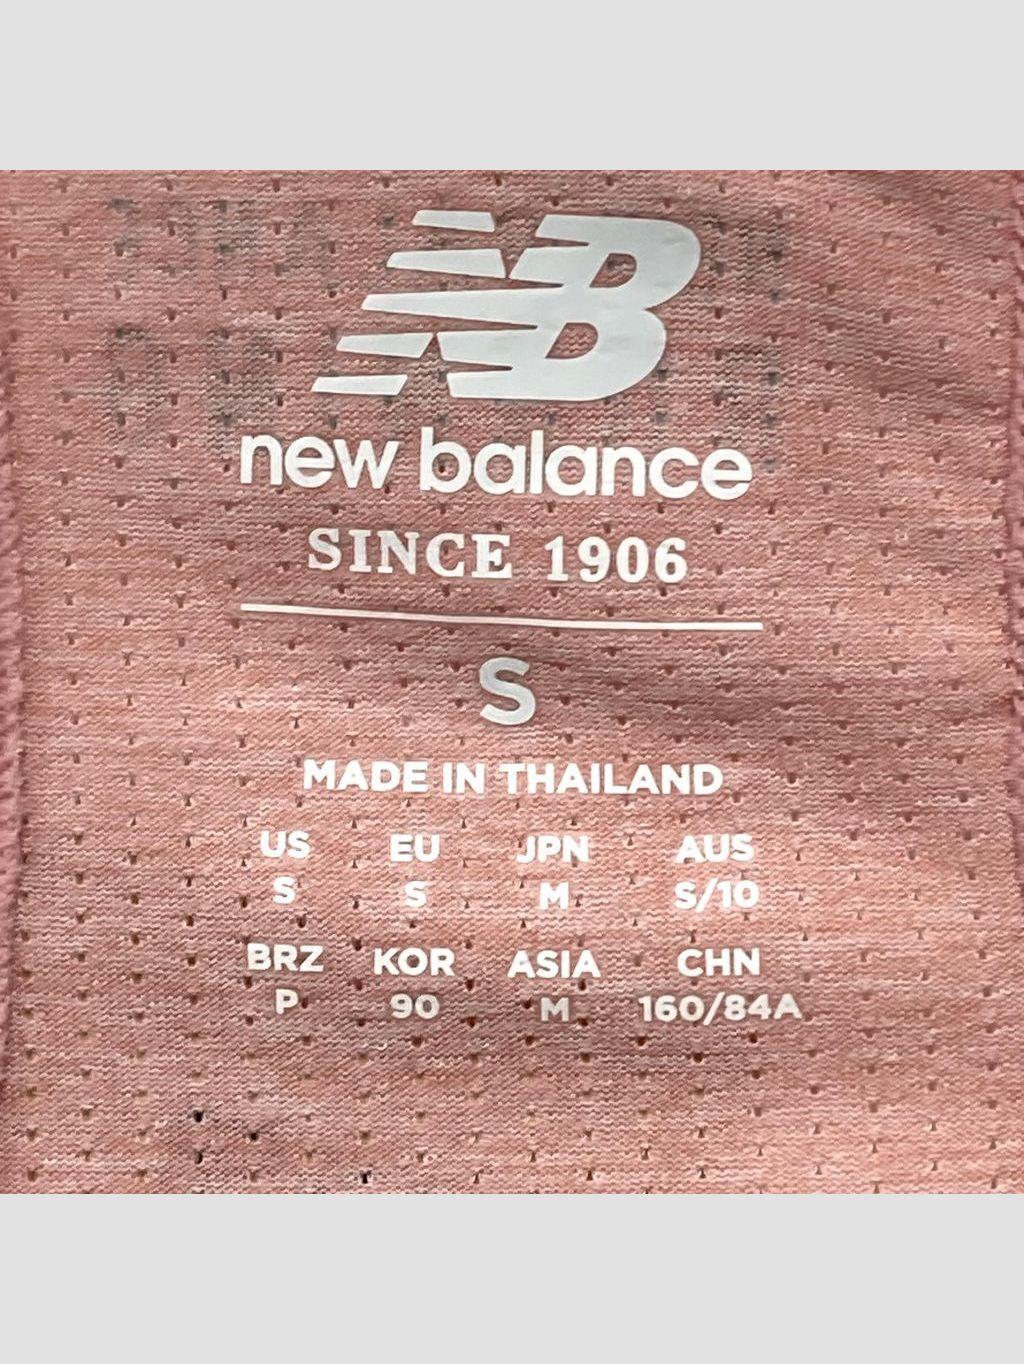 NB
new balance
SINCE 1906
S
MADE IN THAILAND
US EU JPN AUS
S S M S/10
BRZ KOR ASIA CHN
P 90 M 160/84A